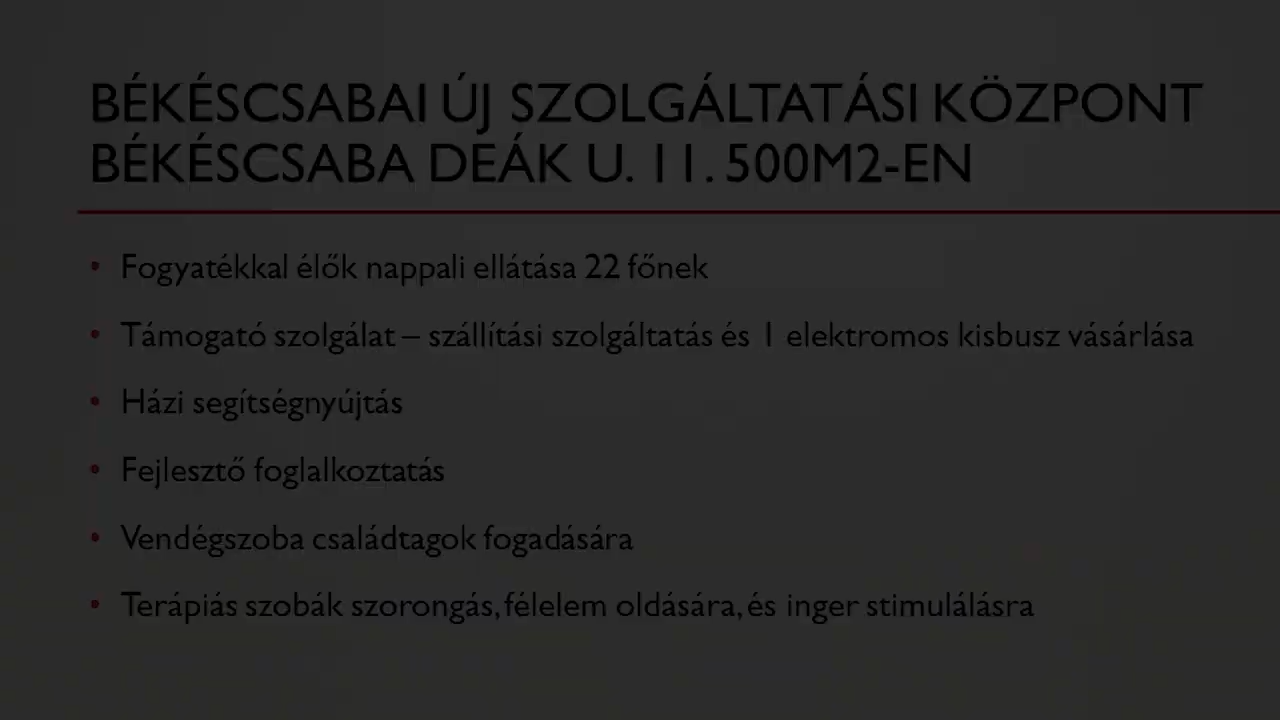 BÉKÉSCSABAI ÚJ SZOLGÁLTATÁSI KÖZPONT
BÉKÉSCSABA DEÁK U. 11. 500M2-EN
• Fogyatékkal élők nappali ellátása 22 főnek
• Támogató szolgálat – szállítási szolgáltatás és 1 elektromos kisbusz vásárlása
• Házi segítségnyújtás
• Fejlesztő foglalkoztatás
• Vendégszoba családtagok fogadására
• Terápiás szobák szorongás, félelem oldására, és inger stimulálásra